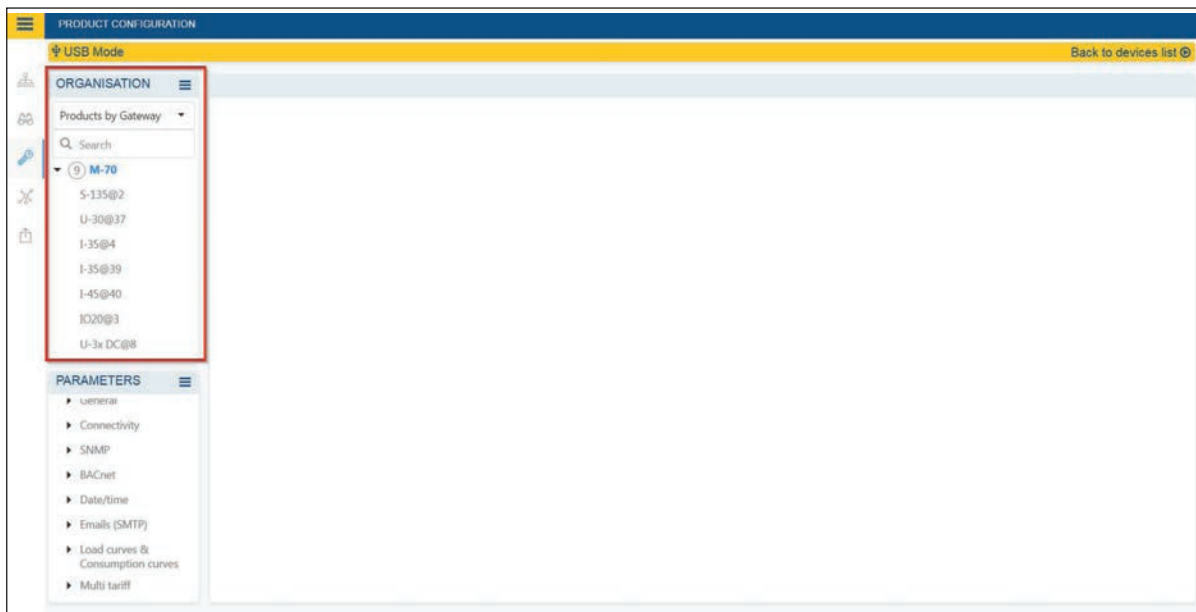 PRODUCT CONFIGURATION
USB Mode
Back to devices list
ORGANISATION
Products by Gateway
Search
9 M-70
S-135@2
U-30@37
I-35@4
I-35@39
I-45@40
IO20@3
U-3x DC@8
PARAMETERS
General
Connectivity
SNMP
BACnet
Date/time
Emails (SMTP)
Load curves &
Consumption curves
Multi tariff